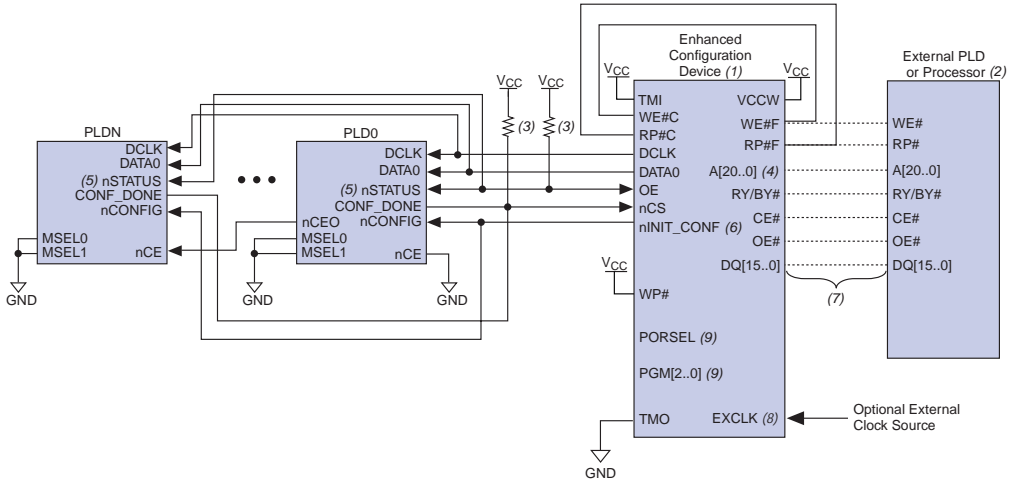 Enhanced
Configuration
Device (1)
External PLD
or Processor (2)
VCC
VCC
VCC
VCC
(3)
(3)
PLDN
DCLK
DATA0
(5) nSTATUS
CONF_DONE
nCONFIG
MSEL0
MSEL1
nCE
GND
PLD0
DCLK
DATA0
(5) nSTATUS
CONF_DONE
nCONFIG
nCEO
MSEL0
MSEL1
nCE
GND
GND
TMI
WE#C
RP#C
DCLK
DATA0
OE
nCS
nINIT_CONF (6)
VCC
WP#
PORSEL (9)
PGM[2..0] (9)
TMO
GND
VCCW
WE#F
RP#F
A[20..0] (4)
RY/BY#
CE#
OE#
DQ[15..0]
EXCLK (8)
(7)
WE#
RP#
A[20..0]
RY/BY#
CE#
OE#
DQ[15..0]
Optional External
Clock Source